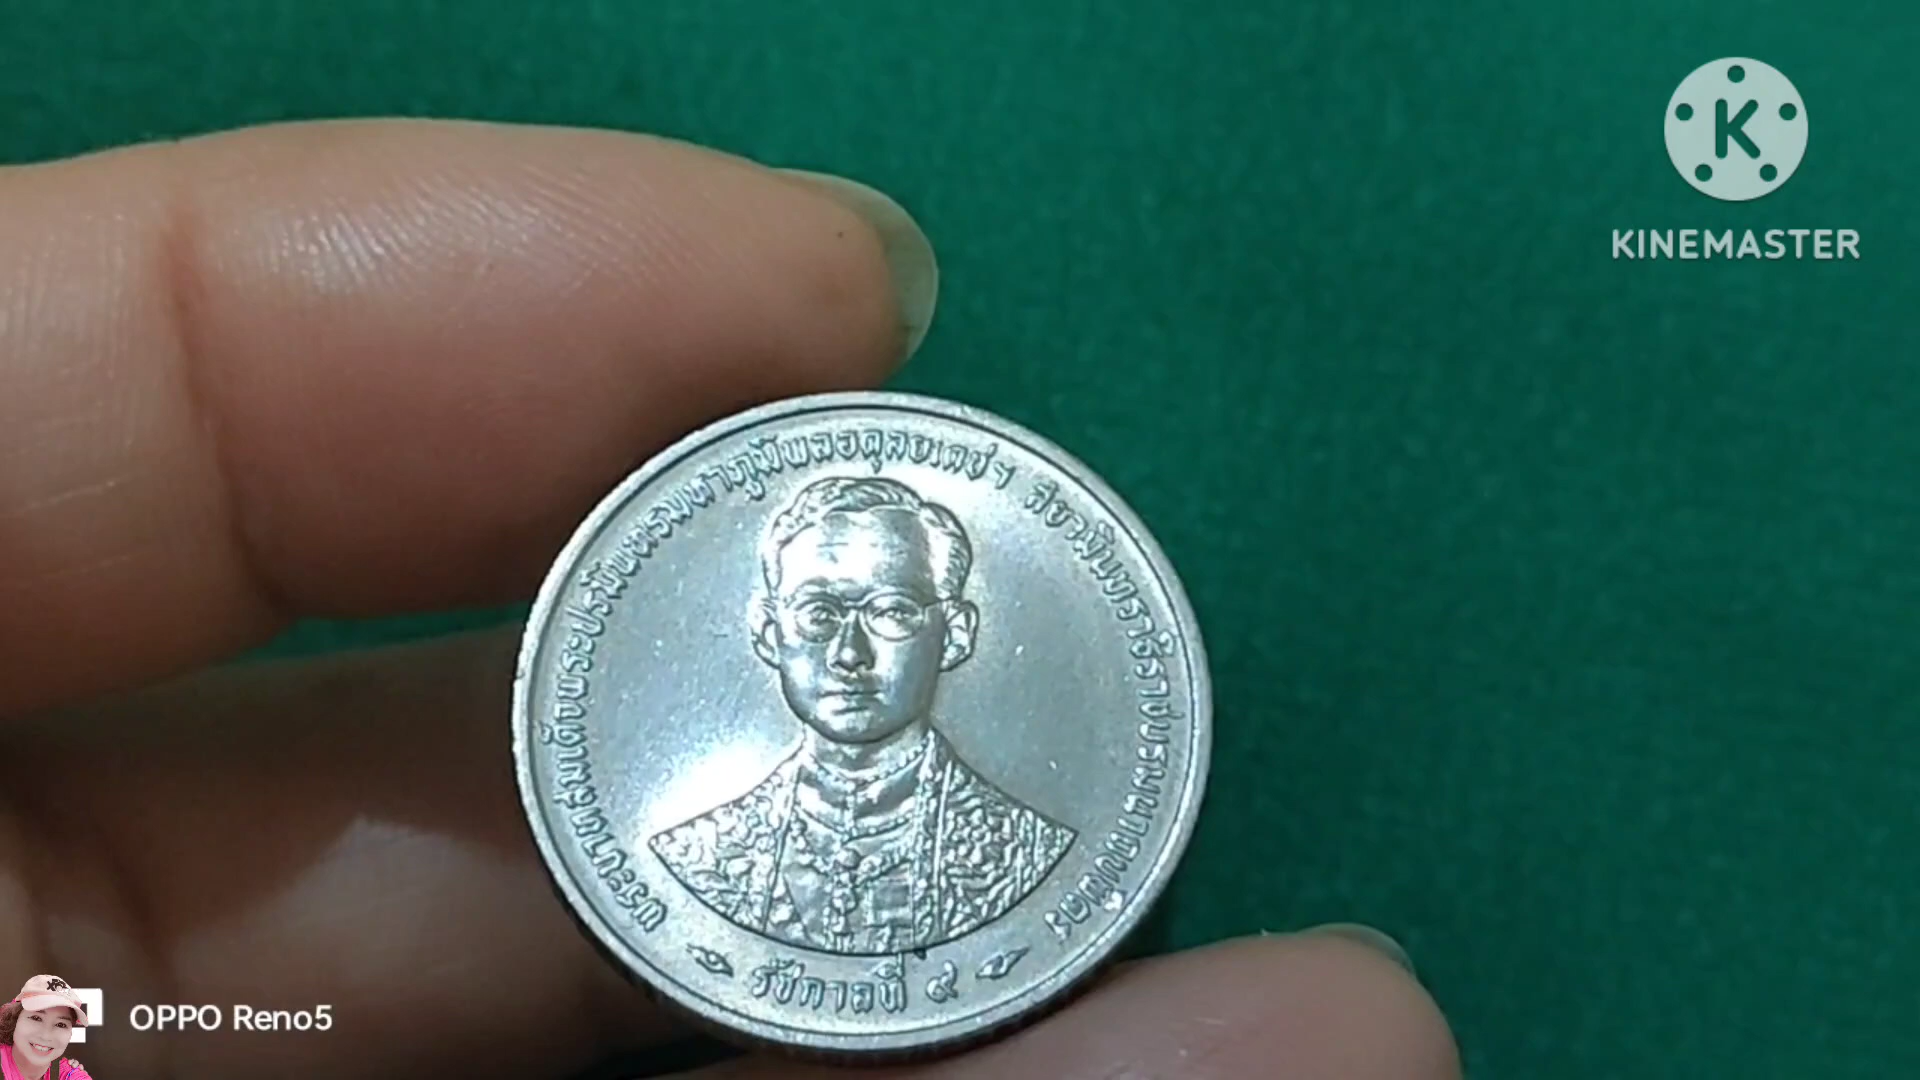 พระบาทสมเด็จพระปรมินทรมหาภูมิพลอดุลยเดชฯ สยามินทราธิราชบรมนาถบพิตร
รัชกาลที่ ๙
K
KINEMASTER
OPPO Reno5